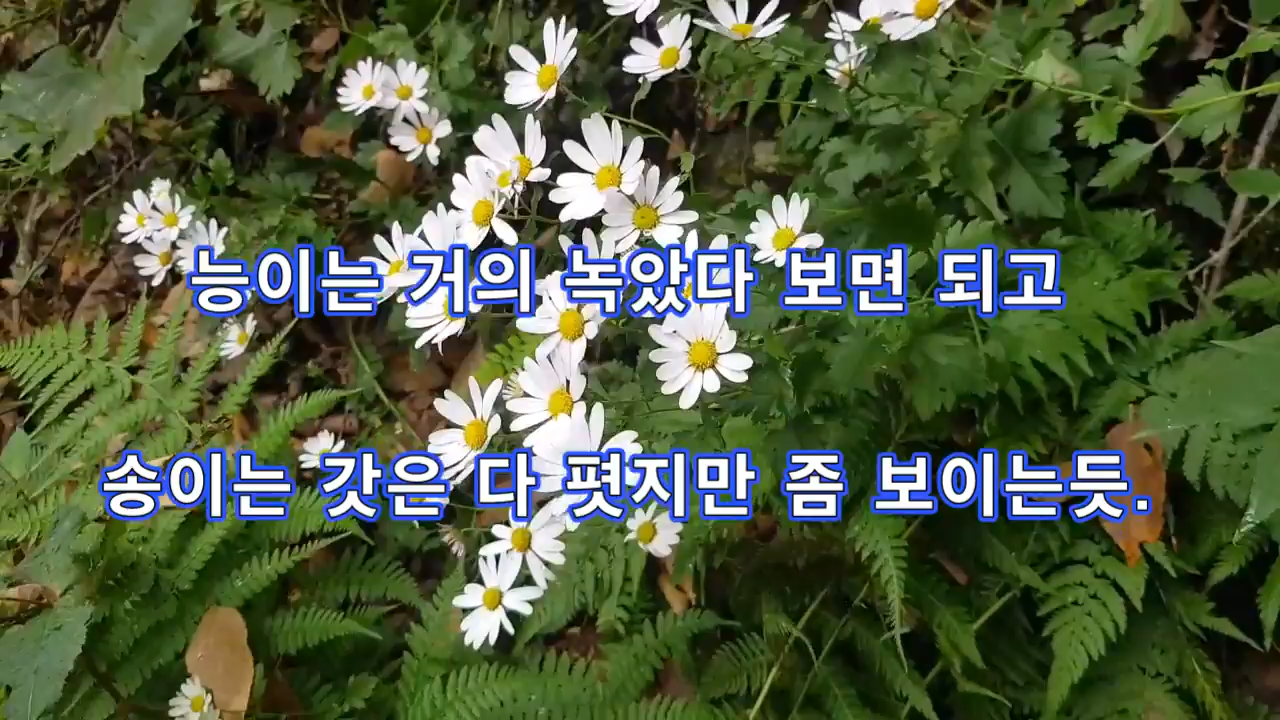 능이는 거의 녹았다 보면 되고
송이는 갓은 다 폇지만 좀 보이는듯.